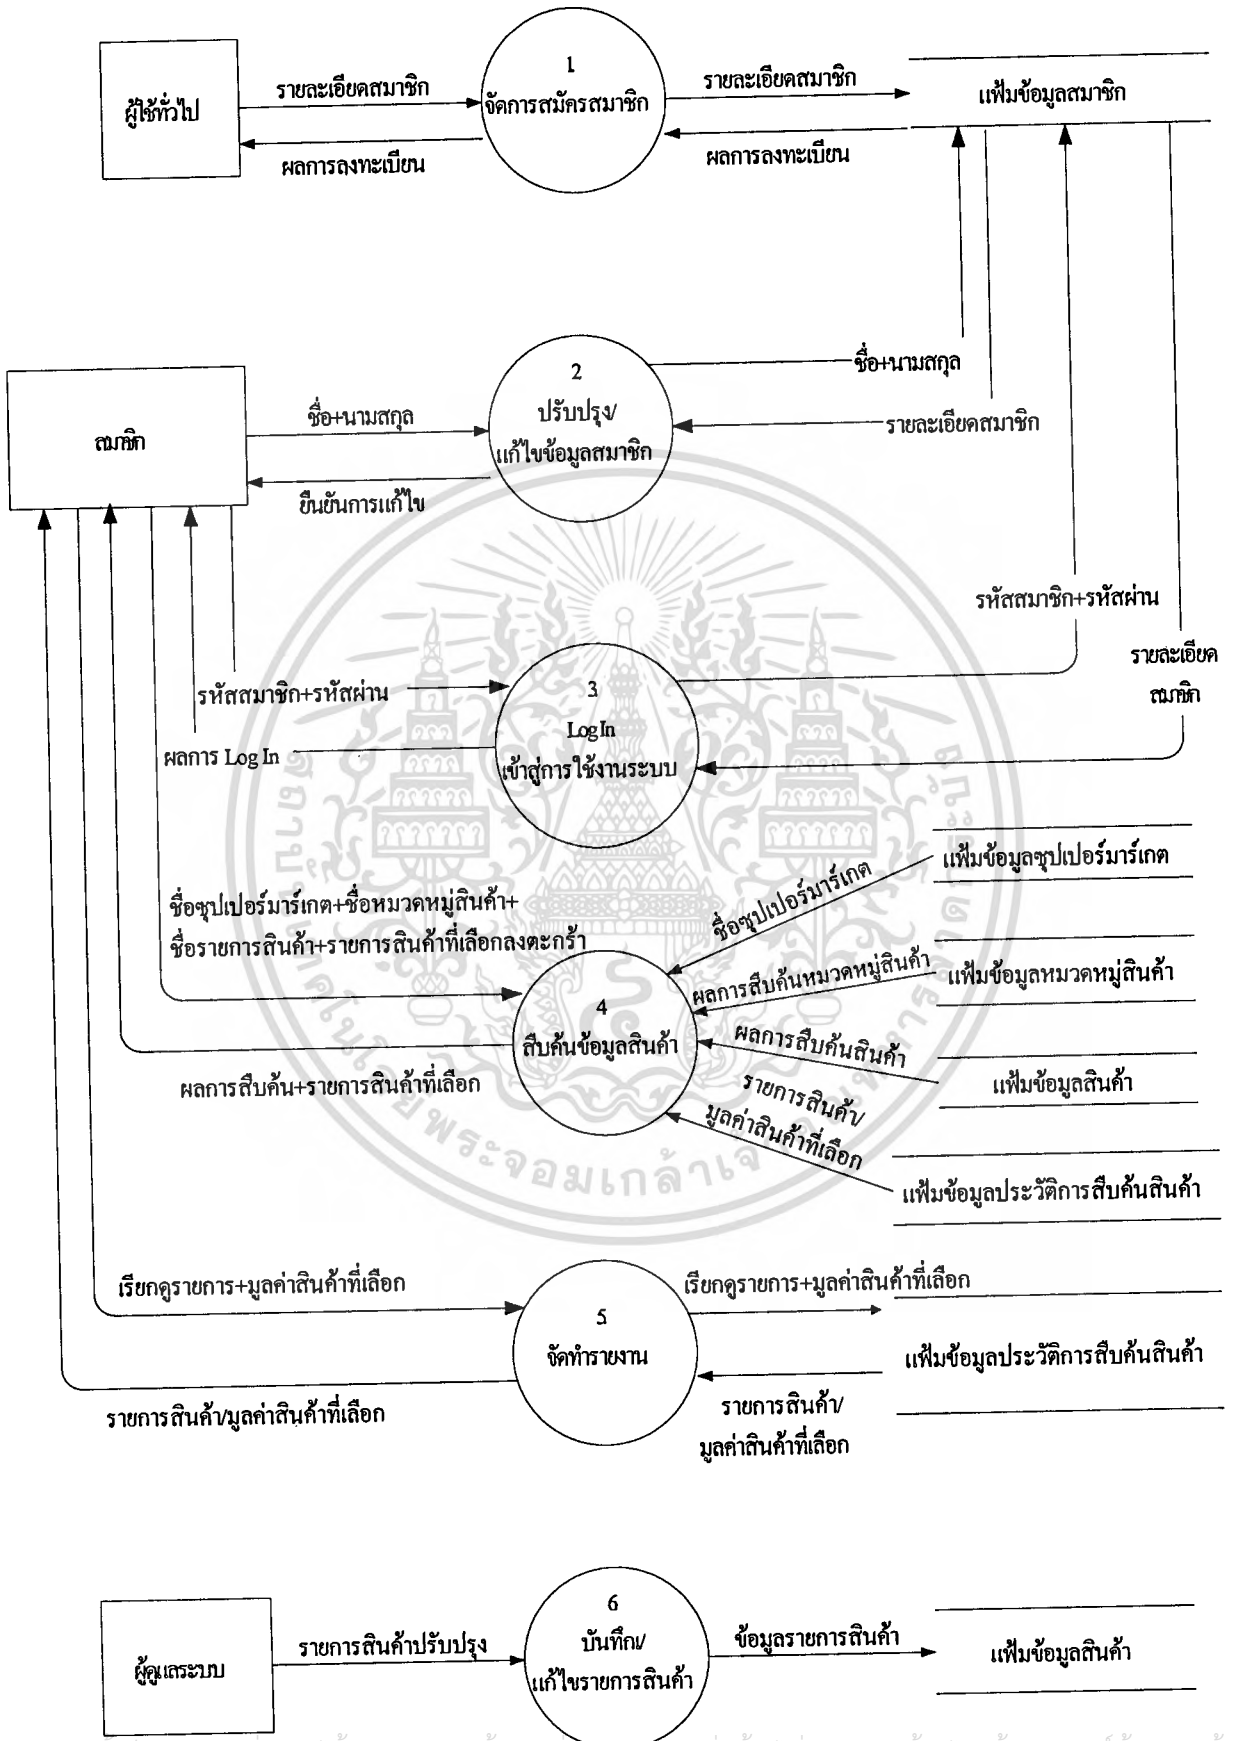 1
ผู้ใช้ทั่วไป
รายละเอียดสมาชิก
จัดการสมัครสมาชิก
รายละเอียดสมาชิก
แฟ้มข้อมูลสมาชิก
ผลการลงทะเบียน
ผลการลงทะเบียน
2
สมาชิก
ชื่อ+นามสกุล
ปรับปรุง/
แก้ไขข้อมูลสมาชิก
ชื่อ+นามสกุล
รายละเอียดสมาชิก
ยืนยันการแก้ไข
รหัสสมาชิก+รหัสผ่าน
รายละเอียด
สมาชิก
3
รหัสสมาชิก+รหัสผ่าน
Log In
เข้าสู่การใช้งานระบบ
ผลการ Log In
ชื่อซุปเปอร์มาร์เกต+ชื่อหมวดหมู่สินค้า+
ชื่อรายการสินค้า+รายการสินค้าที่เลือกลงตะกร้า
ชื่อซุปเปอร์มาร์เกต
แฟ้มข้อมูลซุปเปอร์มาร์เกต
ผลการสืบค้นหมวดหมู่สินค้า
แฟ้มข้อมูลหมวดหมู่สินค้า
4
สืบค้นข้อมูลสินค้า
ผลการสืบค้นสินค้า
แฟ้มข้อมูลสินค้า
ผลการสืบค้น+รายการสินค้าที่เลือก
รายการสินค้า/
มูลค่าสินค้าที่เลือก
แฟ้มข้อมูลประวัติการสืบค้นสินค้า
พระจอมเกล้าเจ
เรียกดูรายการ+มูลค่าสินค้าที่เลือก
เรียกดูรายการ+มูลค่าสินค้าที่เลือก
5
จัดทำรายงาน
แฟ้มข้อมูลประวัติการสืบค้นสินค้า
รายการสินค้า/มูลค่าสินค้าที่เลือก
รายการสินค้า/
มูลค่าสินค้าที่เลือก
6
ผู้ดูแลระบบ
รายการสินค้าปรับปรุง
บันทึก/
แก้ไขรายการสินค้า
ข้อมูลรายการสินค้า
แฟ้มข้อมูลสินค้า